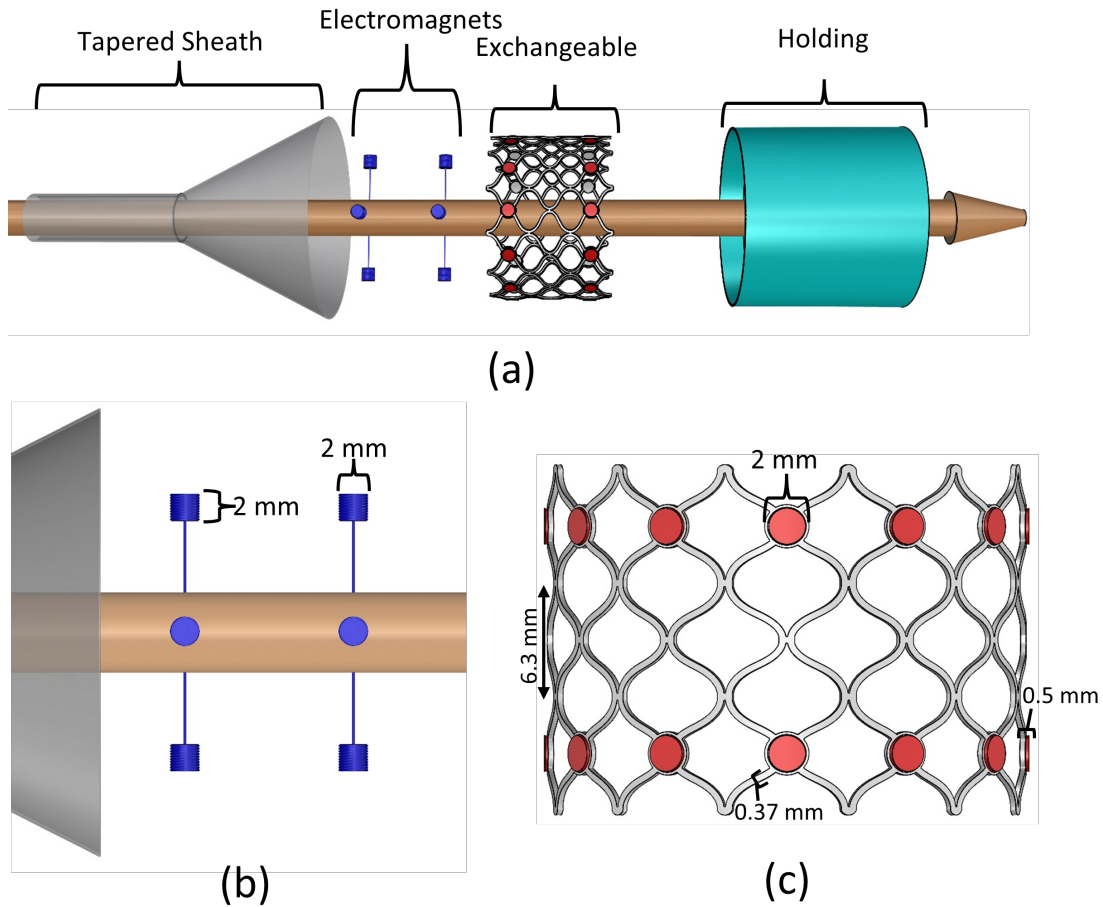 Tapered Sheath
Electromagnets
Exchangeable
Holding
(a)
2 mm
2 mm
(b)
2 mm
6.3 mm
0.5 mm
0.37 mm
(c)